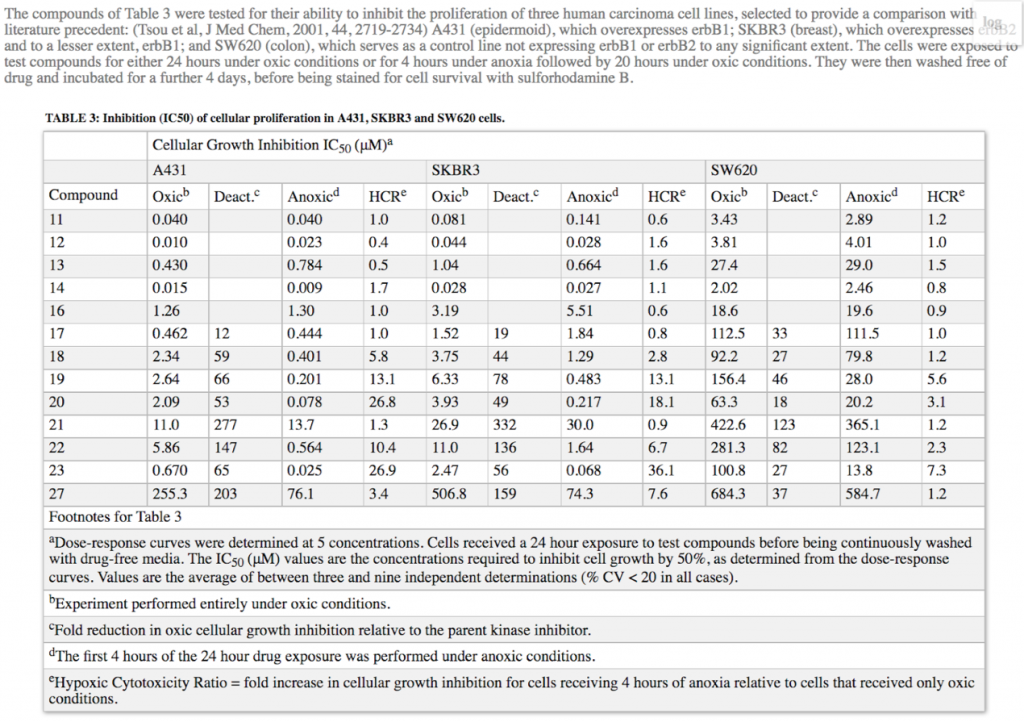 The compounds of Table 3 were tested for their ability to inhibit the proliferation of three human carcinoma cell lines, selected to provide a comparison with
literature precedent: (Tsou et al, J Med Chem, 2001, 44, 2719-2734) A431 (epidermoid), which overexpresses erbB1; SKBR3 (breast), which overexpresses erbB2
and to a lesser extent, erbB1; and SW620 (colon), which serves as a control line not expressing erbB1 or erbB2 to any significant extent. The cells were exposed to
test compounds for either 24 hours under oxic conditions or for 4 hours under anoxia followed by 20 hours under oxic conditions. They were then washed free of
drug and incubated for a further 4 days, before being stained for cell survival with sulforhodamine B.
log
TABLE 3: Inhibition (IC50) of cellular proliferation in A431, SKBR3 and SW620 cells.
Cellular Growth Inhibition IC50 (µM)a
A431 SKBR3 SW620
Compound Oxicb Deact.c Anoxicd HCRe Oxicb Deact.c Anoxicd HCRe Oxicb Deact.c Anoxicd HCRe
11 0.040 0.040 1.0 0.081 0.141 0.6 3.43 2.89 1.2
12 0.010 0.023 0.4 0.044 0.028 1.6 3.81 4.01 1.0
13 0.430 0.784 0.5 1.04 0.664 1.6 27.4 29.0 1.5
14 0.015 0.009 1.7 0.028 0.027 1.1 2.02 2.46 0.8
16 1.26 1.30 1.0 3.19 5.51 0.6 18.6 19.6 0.9
17 0.462 12 0.444 1.0 1.52 19 1.84 0.8 112.5 33 111.5 1.0
18 2.34 59 0.401 5.8 3.75 44 1.29 2.8 92.2 27 79.8 1.2
19 2.64 66 0.201 13.1 6.33 78 0.483 13.1 156.4 46 28.0 5.6
20 2.09 53 0.078 26.8 3.93 49 0.217 18.1 63.3 18 20.2 3.1
21 11.0 277 13.7 1.3 26.9 332 30.0 0.9 422.6 123 365.1 1.2
22 5.86 147 0.564 10.4 11.0 136 1.64 6.7 281.3 82 123.1 2.3
23 0.670 65 0.025 26.9 2.47 56 0.068 36.1 100.8 27 13.8 7.3
27 255.3 203 76.1 3.4 506.8 159 74.3 7.6 684.3 37 584.7 1.2
Footnotes for Table 3
aDose-response curves were determined at 5 concentrations. Cells received a 24 hour exposure to test compounds before being continuously washed
with drug-free media. The IC50 (µM) values are the concentrations required to inhibit cell growth by 50%, as determined from the dose-response
curves. Values are the average of between three and nine independent determinations (% CV < 20 in all cases).
bExperiment performed entirely under oxic conditions.
cFold reduction in oxic cellular growth inhibition relative to the parent kinase inhibitor.
dThe first 4 hours of the 24 hour drug exposure was performed under anoxic conditions.
eHypoxic Cytotoxicity Ratio = fold increase in cellular growth inhibition for cells receiving 4 hours of anoxia relative to cells that received only oxic
conditions.